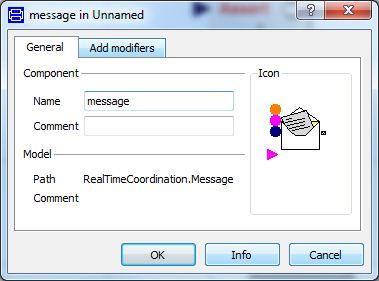 message in Unnamed
Assert
General
Add modifiers
Component
Icon
Name message
Comment
Model
Path RealTimeCoordination.Message
Comment
OK
Info
Cancel